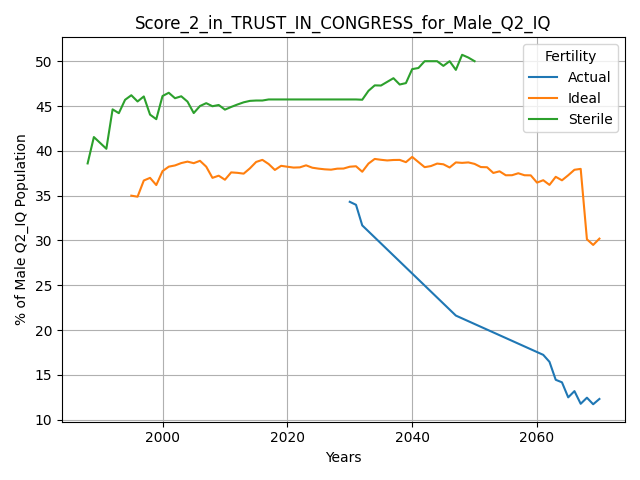 Score_2_in_TRUST_IN_CONGRESS_for_Male_Q2_IQ
% of Male Q2_IQ Population
50
45
40
35
30
25
20
15
10
Fertility
Actual
Ideal
Sterile
2000
2020
2040
2060
Years